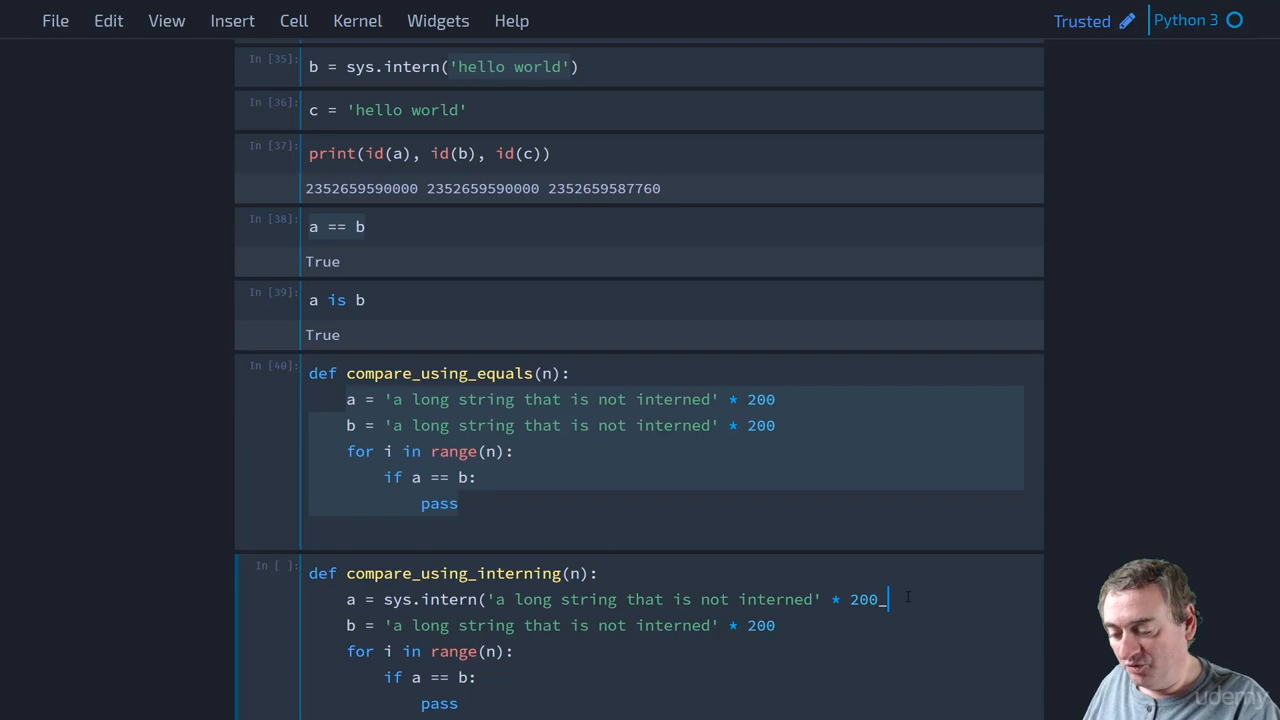 File Edit View Insert Cell Kernel Widgets Help Trusted Python 3
In [35]: b = sys.intern('hello world')
In [36]: c = 'hello world'
In [37]: print(id(a), id(b), id(c))
2352659590000 2352659590000 2352659587760
In [38]: a == b
True
In [39]: a is b
True
In [40]: def compare_using_equals(n):
a = 'a long string that is not interned' * 200
b = 'a long string that is not interned' * 200
for i in range(n):
if a == b:
pass
In [ ]: def compare_using_interning(n):
a = sys.intern('a long string that is not interned' * 200_
b = 'a long string that is not interned' * 200
for i in range(n):
if a == b:
pass
udemy